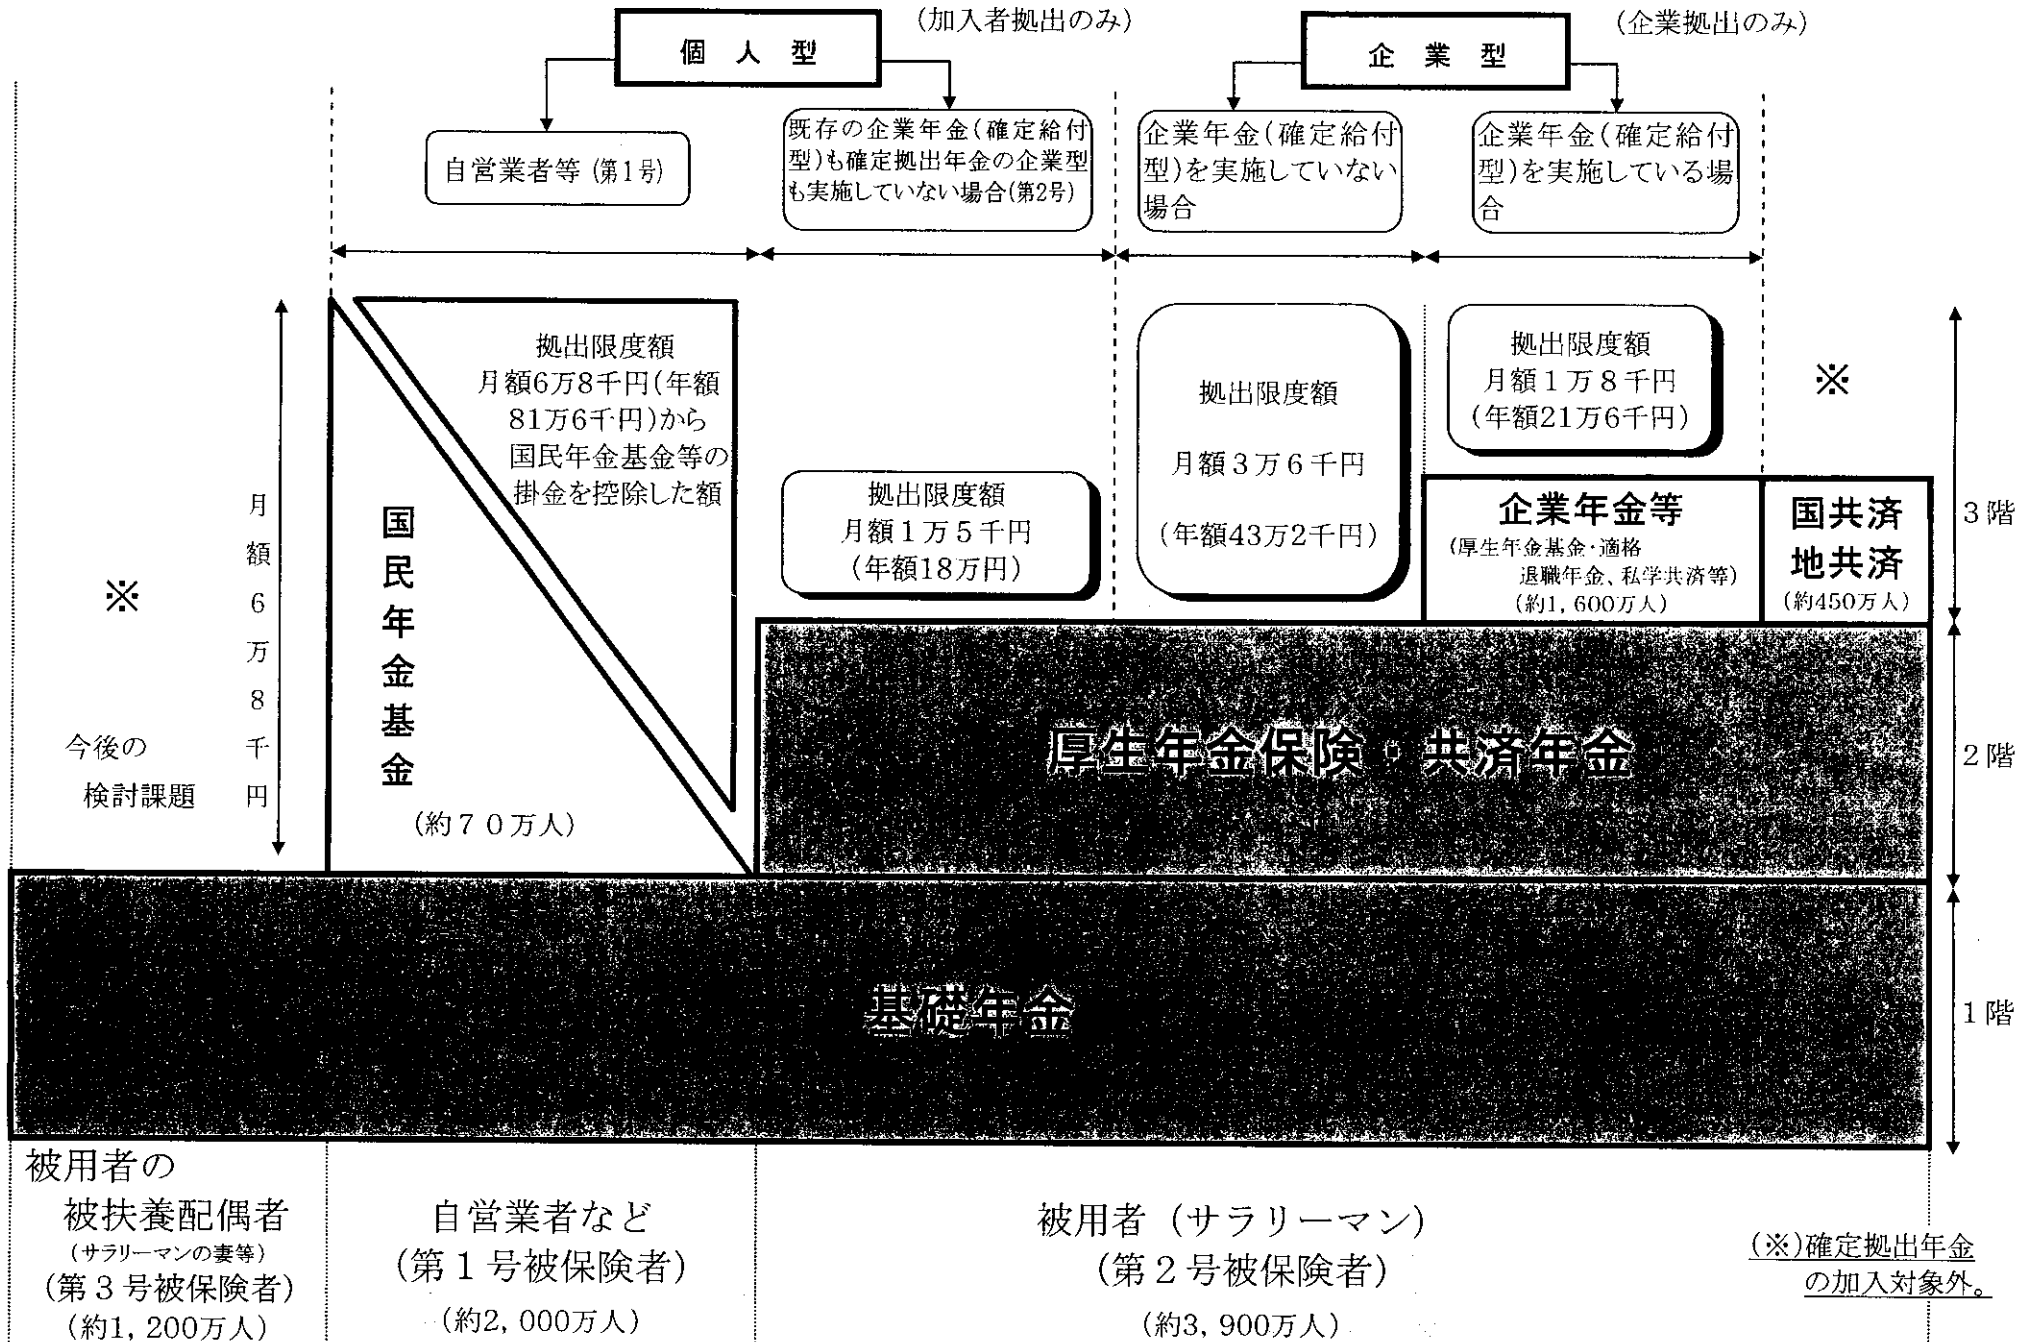 (加入者拠出のみ)
個人型
(企業拠出のみ)
企業型
自営業者等(第1号)
既存の企業年金(確定給付
型)も確定拠出年金の企業型
も実施していない場合(第2号)
企業年金(確定給付
型)を実施していない
場合
企業年金(確定給付
型)を実施している場
合
※
今後の
検討課題
月額6万8千円
国民年金基金
(約70万人)
拠出限度額
月額6万8千円(年額
81万6千円)から
国民年金基金等の
掛金を控除した額
拠出限度額
月額1万5千円
(年額18万円)
拠出限度額
月額3万6千円
(年額43万2千円)
拠出限度額
月額1万8千円
(年額21万6千円)
企業年金等
(厚生年金基金・適格
退職年金、私学共済等)
(約1,600万人)
※
国共済
地共済
(約450万人)
3階
厚生年金保険・共済年金
2階
基礎年金
1階
被用者の
被扶養配偶者
(サラリーマンの妻等)
(第3号被保険者)
(約1,200万人)
自営業者など
(第1号被保険者)
(約2,000万人)
被用者(サラリーマン)
(第2号被保険者)
(約3,900万人)
(※)確定拠出年金
の加入対象外。